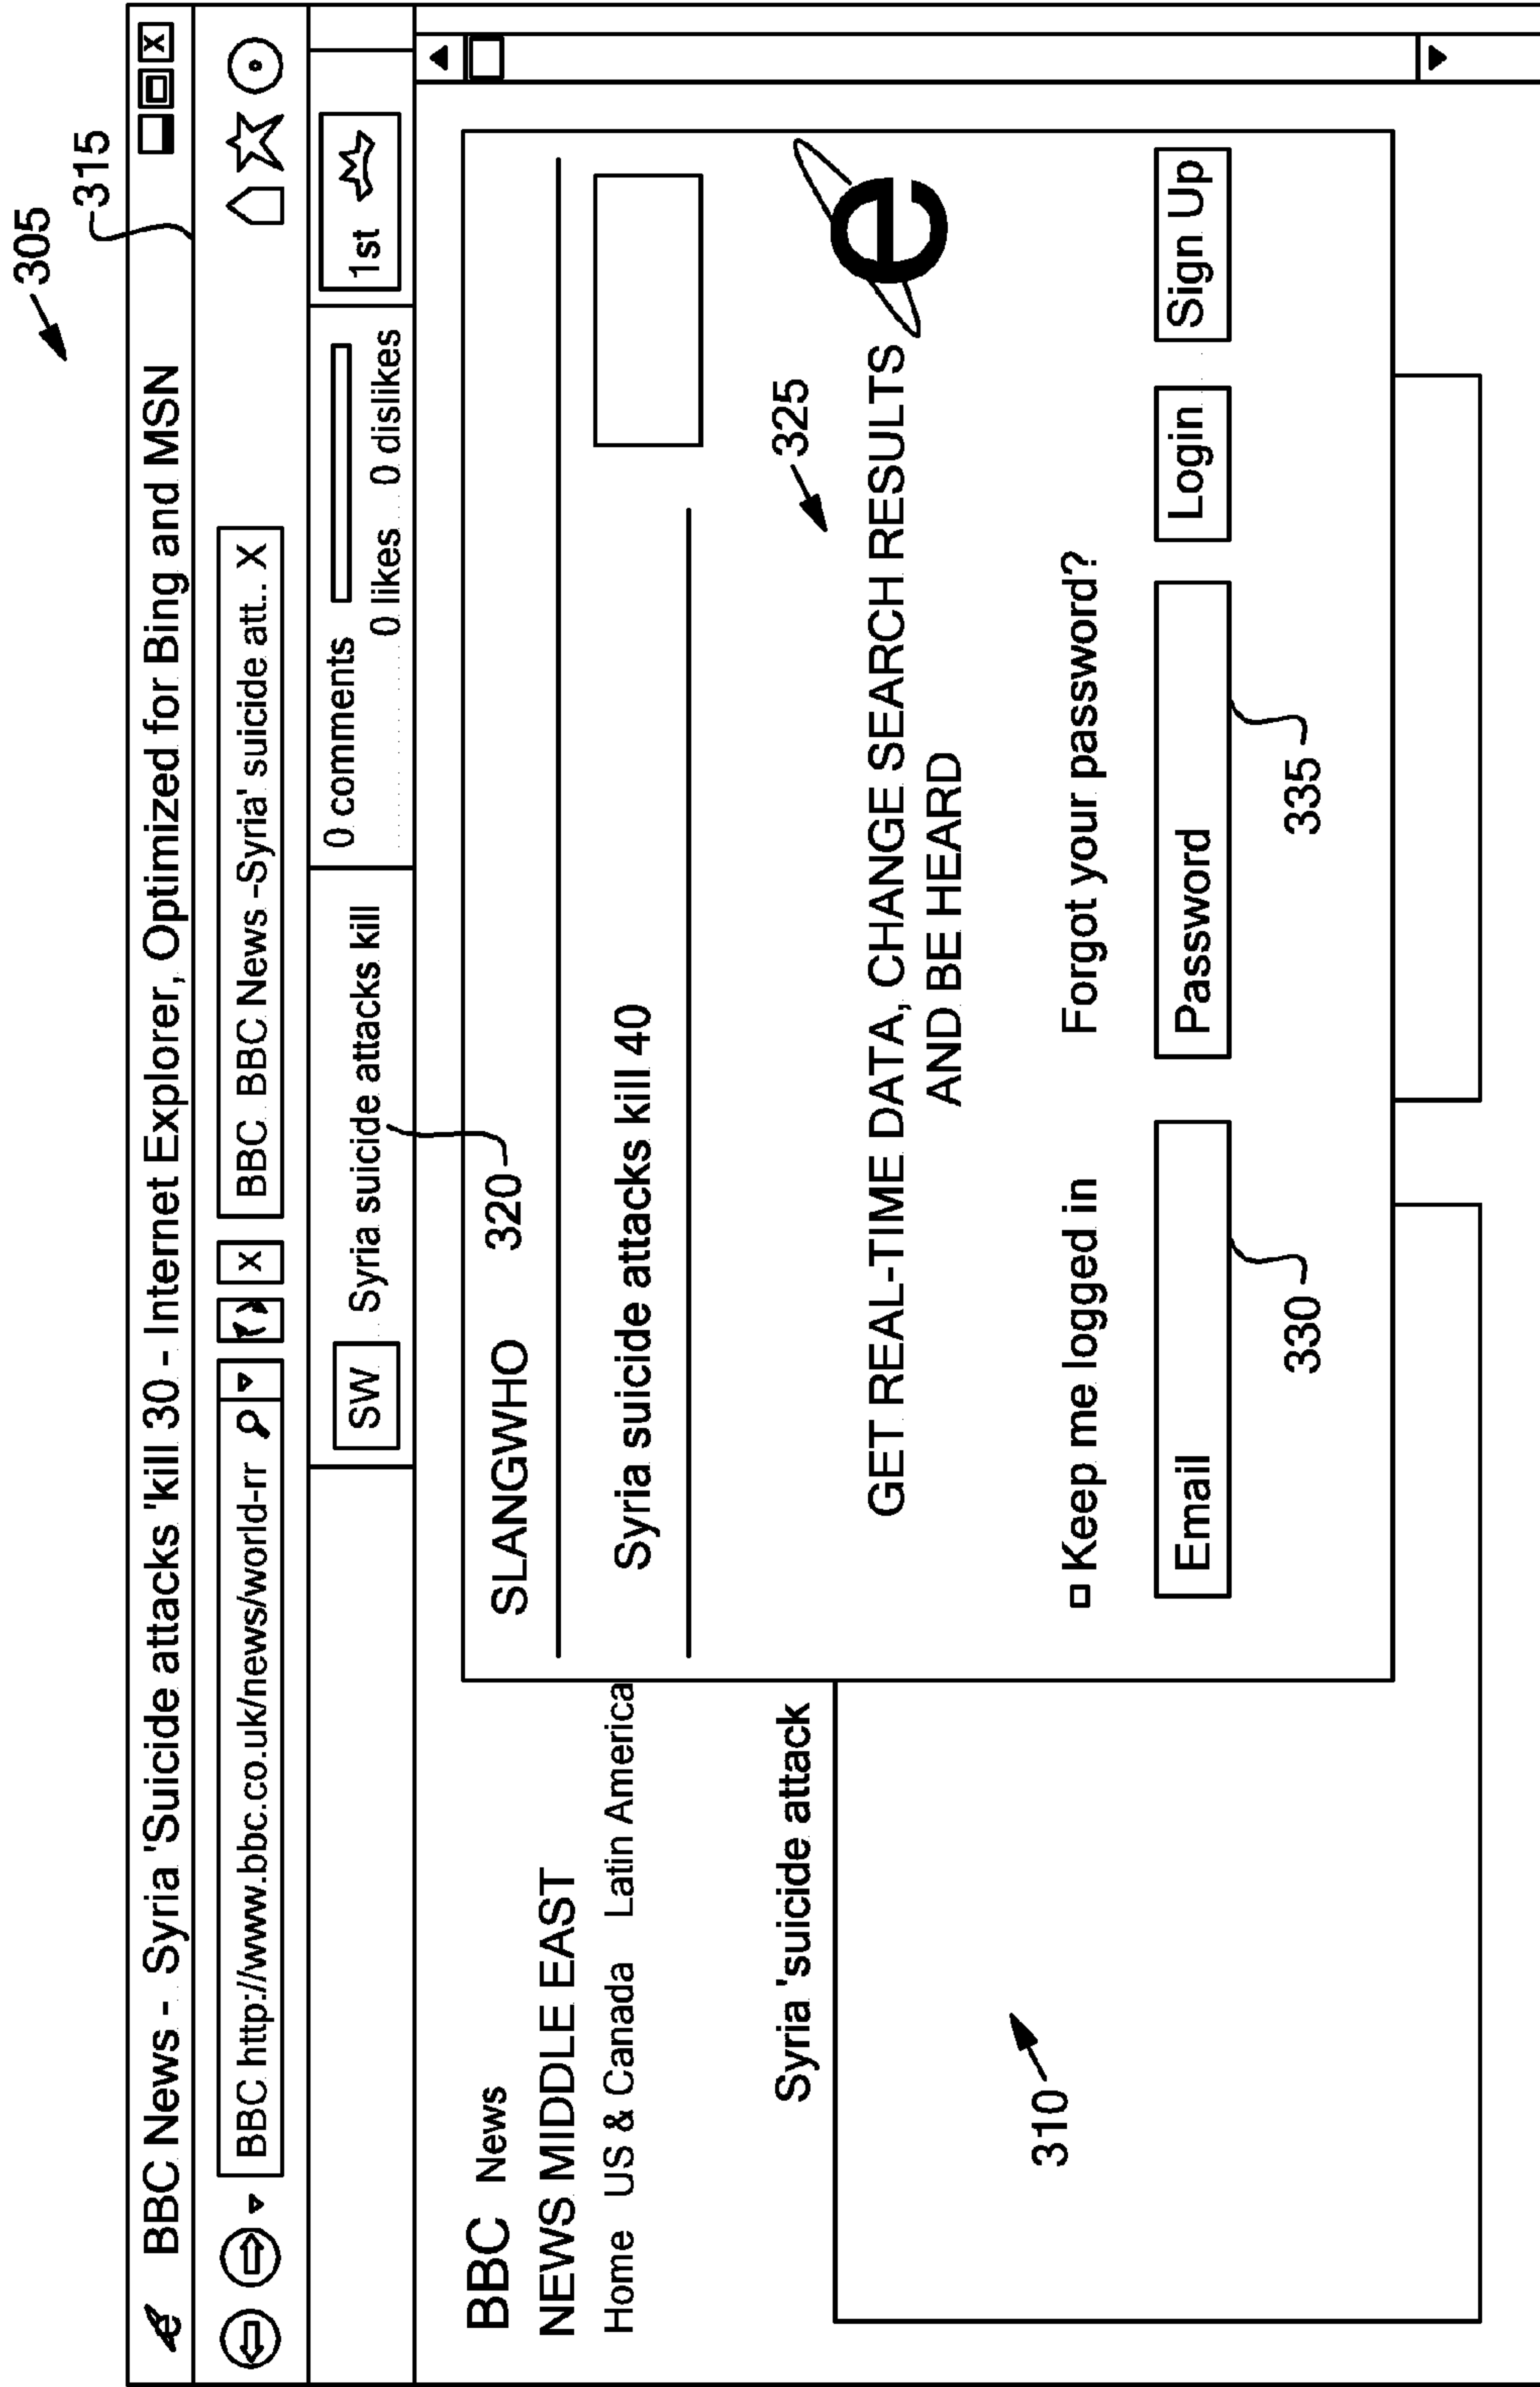 305
315
BBC News - Syria 'Suicide attacks 'kill 30 - Internet Explorer, Optimized for Bing and MSN
X
BBC http://www.bbc.co.uk/news/world-rr
X
BBC BBC News -Syria' suicide att.. X
SW
Syria suicide attacks kill
0 comments
0 likes 0 dislikes
1st
BBC News
NEWS MIDDLE EAST
Home US & Canada Latin America
Syria 'suicide attack
310
SLANGWHO
320
Syria suicide attacks kill 40
325
GET REAL-TIME DATA, CHANGE SEARCH RESULTS
AND BE HEARD
e
Keep me logged in
Forgot your password?
Email
Password
Login
Sign Up
330
335